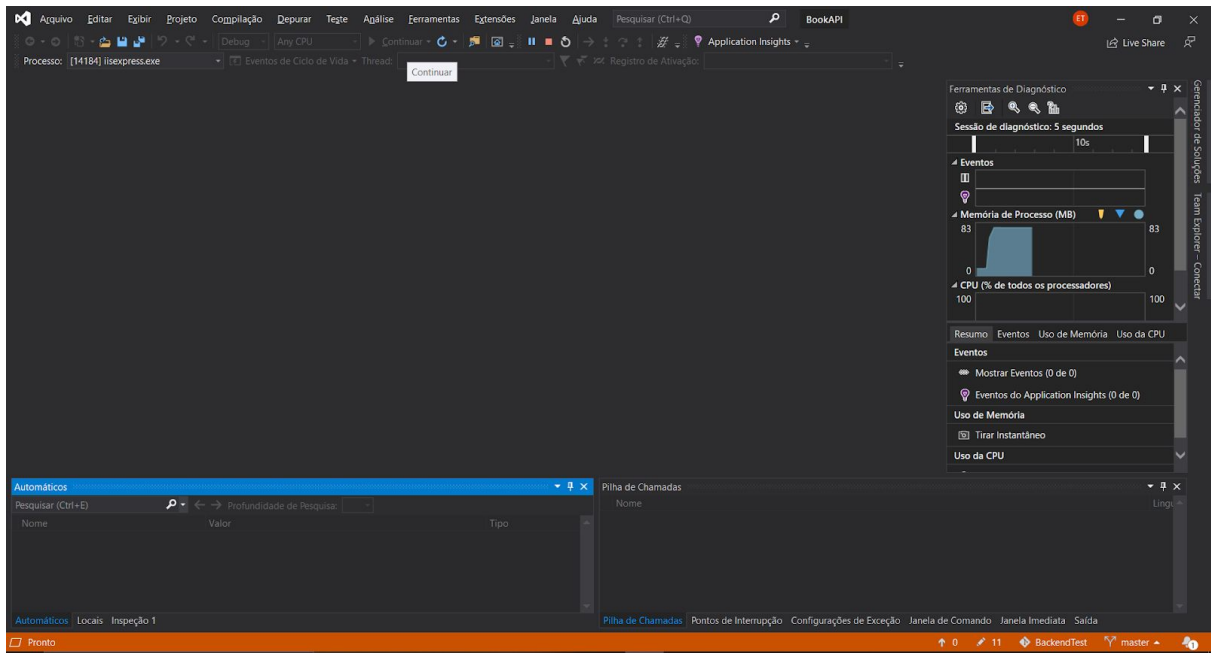 Arquivo Editar Exibir Projeto Compilação Depurar Teste Análise Ferramentas Extensões Janela Ajuda Pesquisar (Ctrl+Q) BookAPI ET
Debug Any CPU Continuar Application Insights Live Share
Processo: [14184] iisexpress.exe Eventos de Ciclo de Vida Thread: Registro de Ativação:
Continuar
Ferramentas de Diagnóstico
Sessão de diagnóstico: 5 segundos
10s
Eventos
Memória de Processo (MB)
83 83
0 0
CPU (% de todos os processadores)
100 100
Resumo Eventos Uso de Memória Uso da CPU
Eventos
Mostrar Eventos (0 de 0)
Eventos do Application Insights (0 de 0)
Uso de Memória
Tirar Instantâneo
Uso da CPU
Gerenciador de Soluções
Team Explorer – Conectar
Automáticos
Pesquisar (Ctrl+E) Profundidade de Pesquisa:
Nome Valor Tipo
Automáticos Locais Inspeção 1
Pilha de Chamadas
Nome
Pilha de Chamadas Pontos de Interrupção Configurações de Exceção Janela de Comando Janela Imediata Saída
Pronto 0 11 BackendTest master 1